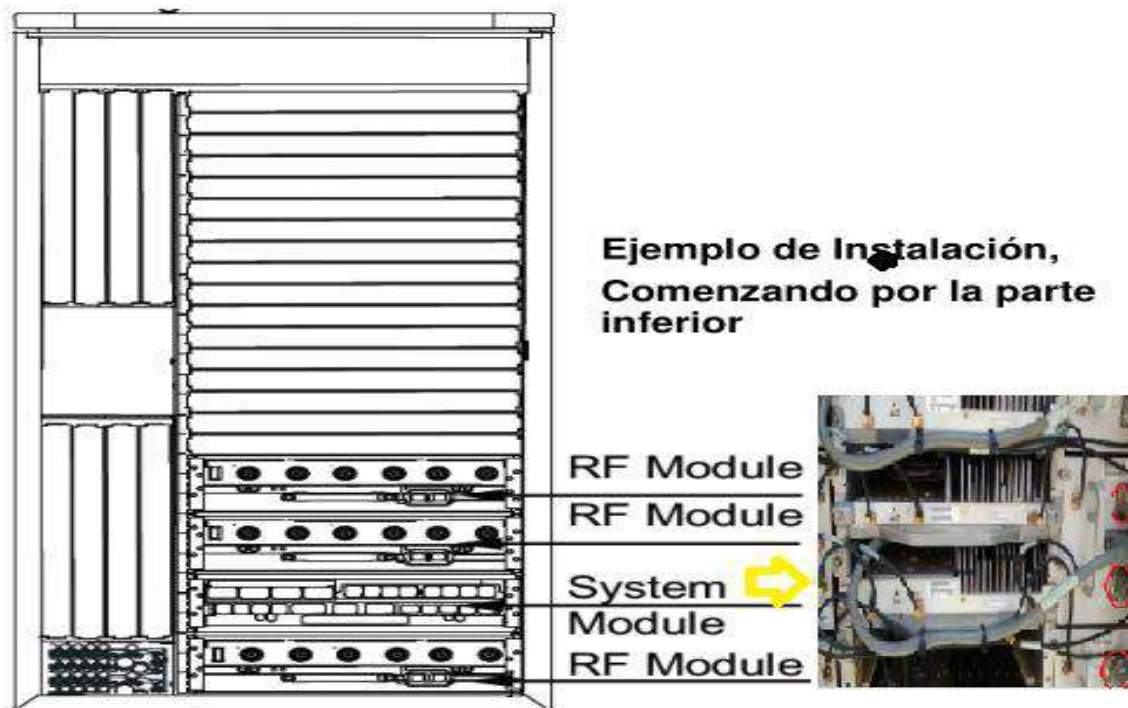 Ejemplo de Instalación,
Comenzando por la parte
inferior
RF Module
RF Module
System
Module
RF Module